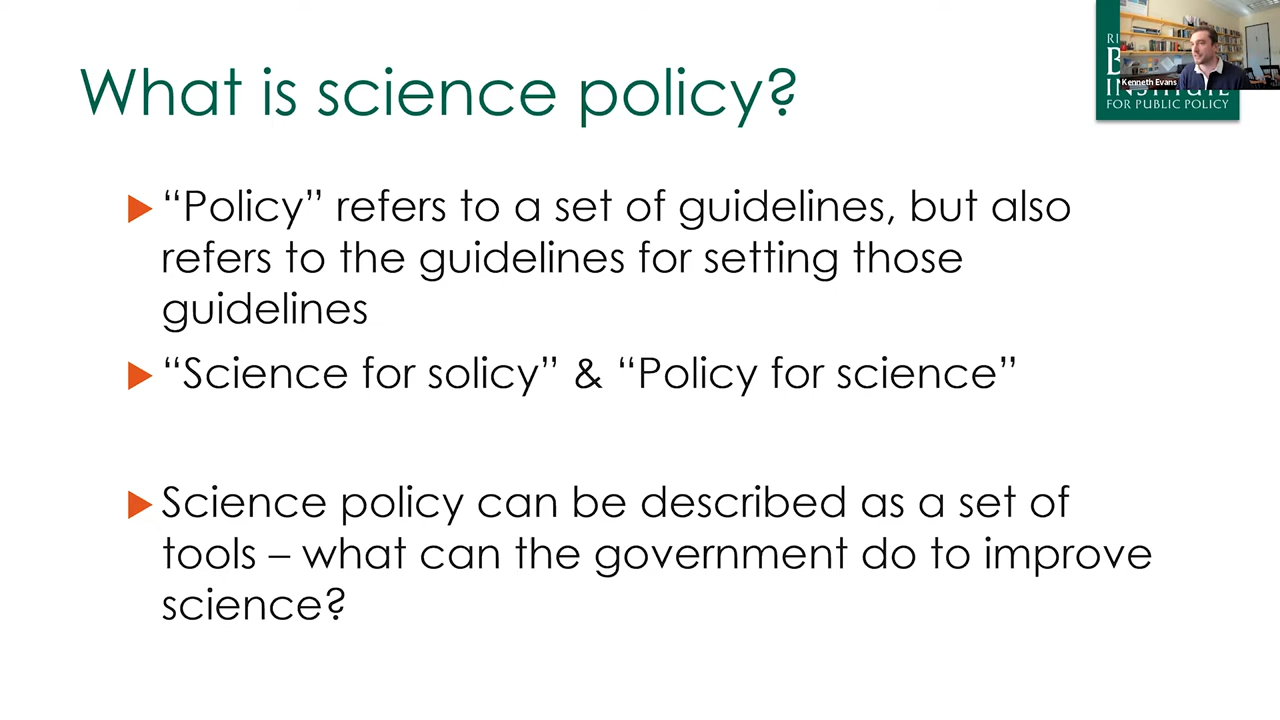 What is science policy?
“Policy” refers to a set of guidelines, but also
refers to the guidelines for setting those
guidelines
“Science for solicy” & “Policy for science”
Science policy can be described as a set of
tools – what can the government do to improve
science?
Kenneth Evans
FOR PUBLIC POLICY